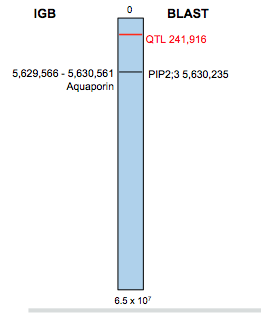 IGB
BLAST
0
QTL 241,916
5,629,566 - 5,630,561
Aquaporin
PIP2;3 5,630,235
6.5 x 10⁷